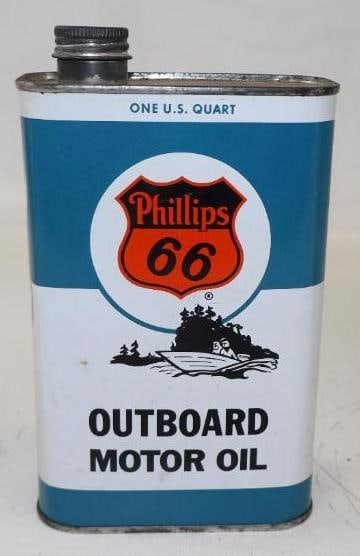 ONE U.S. QUART
Phillips
66
®
OUTBOARD
MOTOR OIL